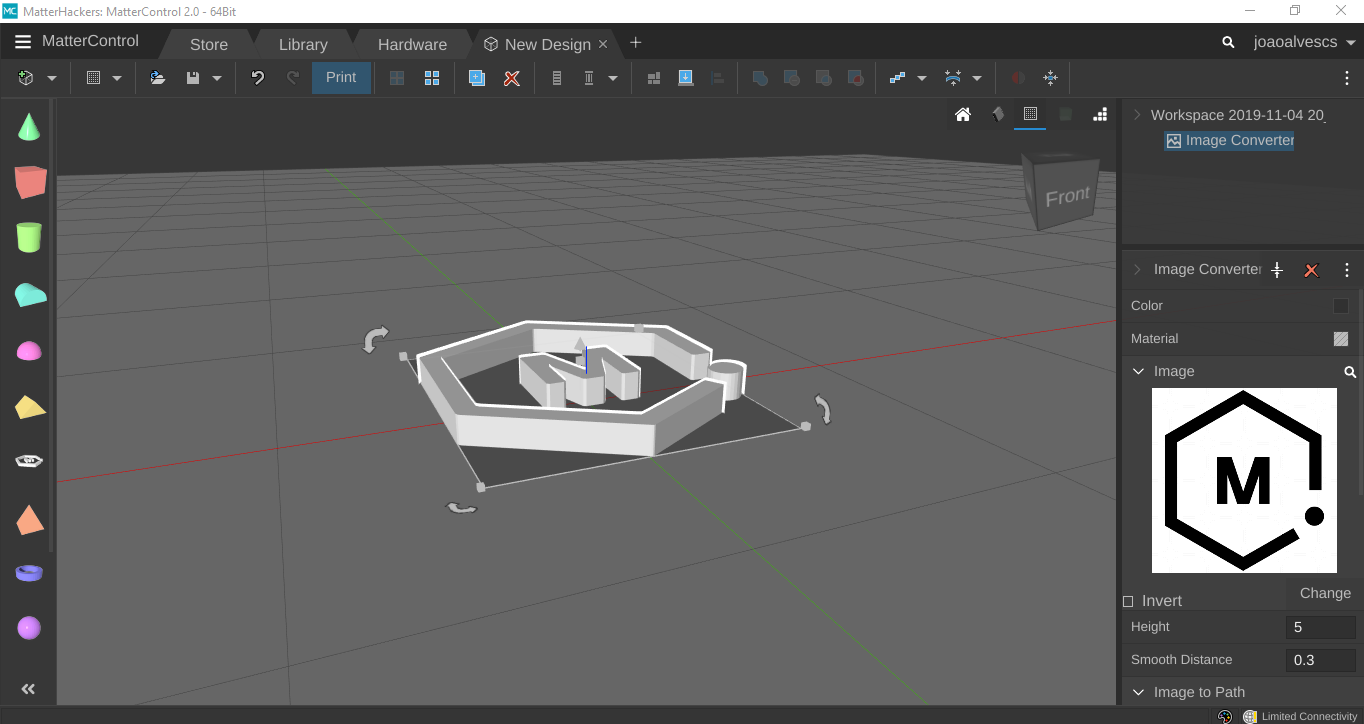 MC MatterHackers: MatterControl 2.0 - 64Bit
MatterControl
Store
Library
Hardware
New Design
joaoalvescs
Print
Workspace 2019-11-04 20_
Image Converter
Front
Image Converter
Color
Material
Image
M
Invert
Change
Height
5
Smooth Distance
0.3
Image to Path
Limited Connectivity